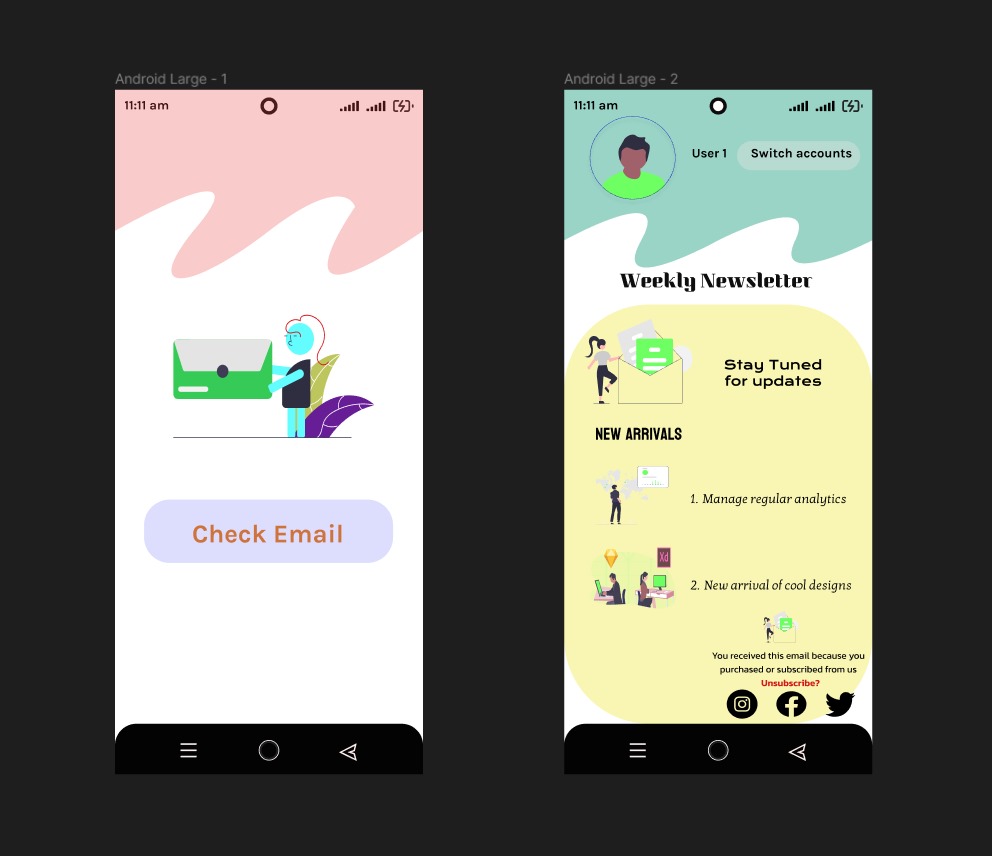 Android Large - 1
11:11 am
Check Email
Android Large - 2
11:11 am
User 1
Switch accounts
Weekly Newsletter
Stay Tuned
for updates
NEW ARRIVALS
1. Manage regular analytics
Xd
2. New arrival of cool designs
You received this email because you
purchased or subscribed from us
Unsubscribe?